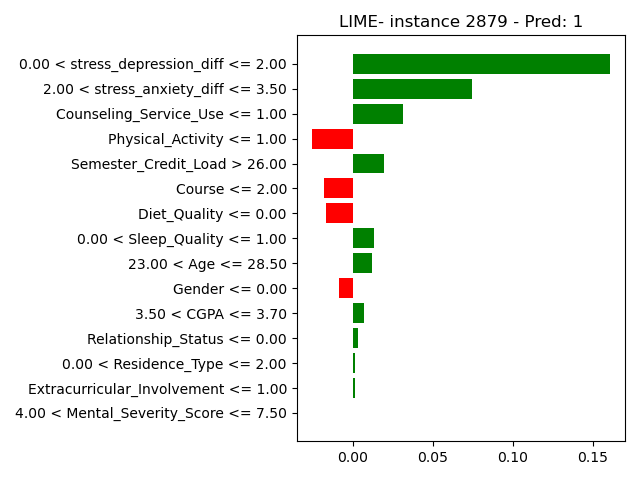 LIME- instance 2879 - Pred: 1
0.00 < stress_depression_diff <= 2.00
2.00 < stress_anxiety_diff <= 3.50
Counseling_Service_Use <= 1.00
Physical_Activity <= 1.00
Semester_Credit_Load > 26.00
Course <= 2.00
Diet_Quality <= 0.00
0.00 < Sleep_Quality <= 1.00
23.00 < Age <= 28.50
Gender <= 0.00
3.50 < CGPA <= 3.70
Relationship_Status <= 0.00
0.00 < Residence_Type <= 2.00
Extracurricular_Involvement <= 1.00
4.00 < Mental_Severity_Score <= 7.50
0.00 0.05 0.10 0.15